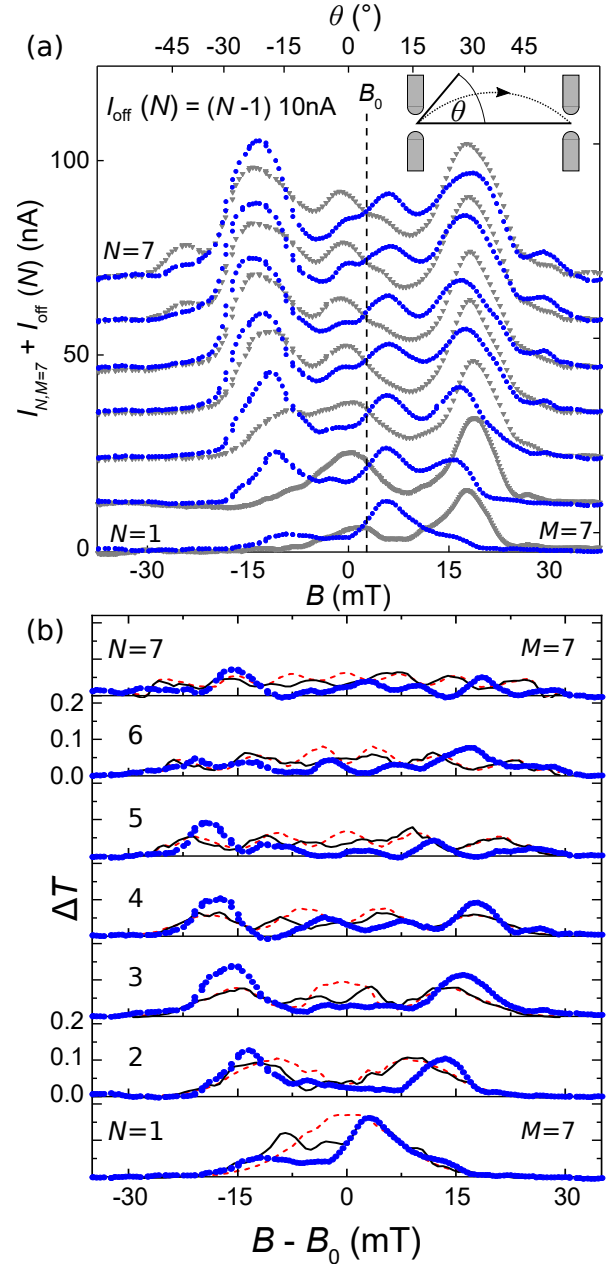 (a)
θ (°)
-45 -30 -15 0 15 30 45
I_off (N) = (N -1) 10nA
B₀
θ
100
50
0
I_N,M=7 + I_off (N) (nA)
N=7
N=1
M=7
-30 -15 0 15 30
B (mT)
(b)
N=7
M=7
0.2
6
0.1
0.0
5
4
3
0.2
2
0.1
0.0
N=1
M=7
ΔT
-30 -15 0 15 30
B - B₀ (mT)